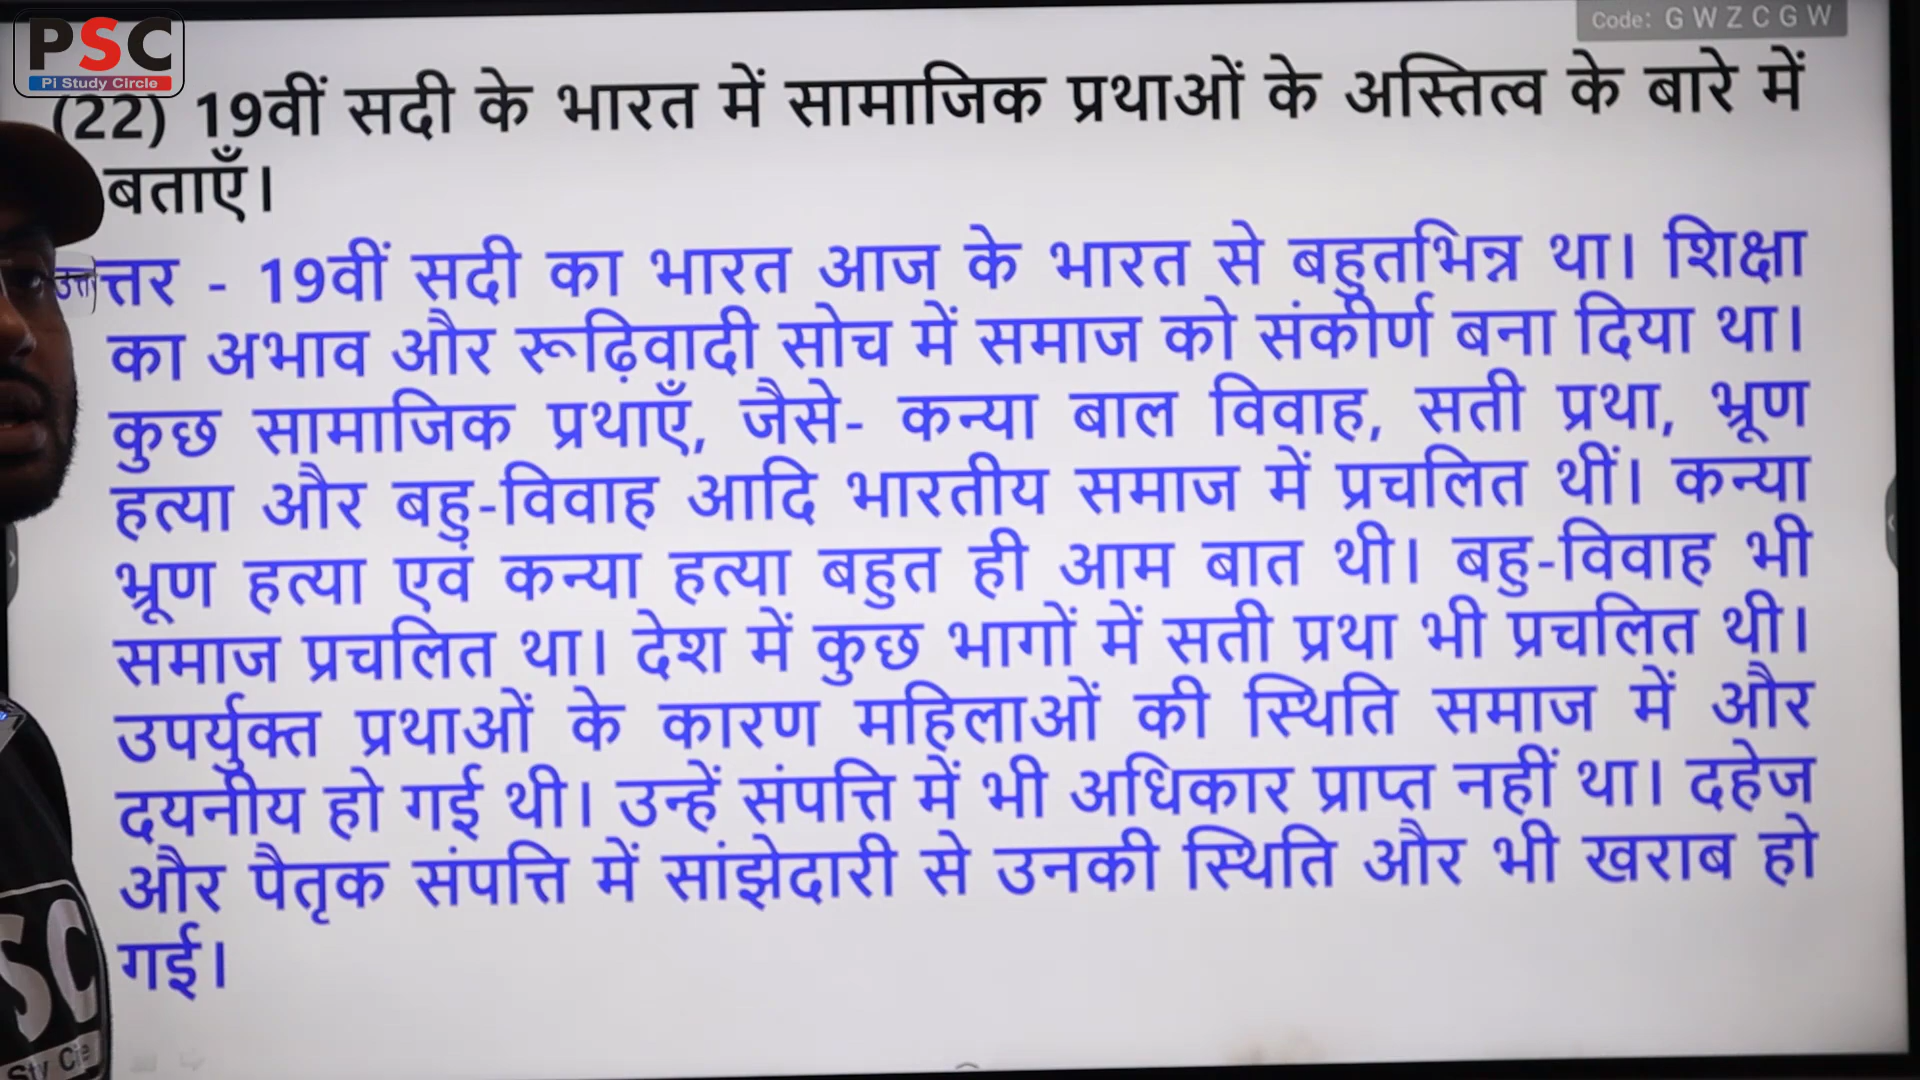 PSC
Pi Study Circle
Code: G W Z C G W
(22) 19वीं सदी के भारत में सामाजिक प्रथाओं के अस्तित्व के बारे में
बताएँ।
उत्तर - 19वीं सदी का भारत आज के भारत से बहुतभिन्न था। शिक्षा
का अभाव और रूढ़िवादी सोच में समाज को संकीर्ण बना दिया था।
कुछ सामाजिक प्रथाएँ, जैसे- कन्या बाल विवाह, सती प्रथा, भ्रूण
हत्या और बहु-विवाह आदि भारतीय समाज में प्रचलित थीं। कन्या
भ्रूण हत्या एवं कन्या हत्या बहुत ही आम बात थी। बहु-विवाह भी
समाज प्रचलित था। देश में कुछ भागों में सती प्रथा भी प्रचलित थी।
उपर्युक्त प्रथाओं के कारण महिलाओं की स्थिति समाज में और
दयनीय हो गई थी। उन्हें संपत्ति में भी अधिकार प्राप्त नहीं था। दहेज
और पैतृक संपत्ति में सांझेदारी से उनकी स्थिति और भी खराब हो
गई।
SC